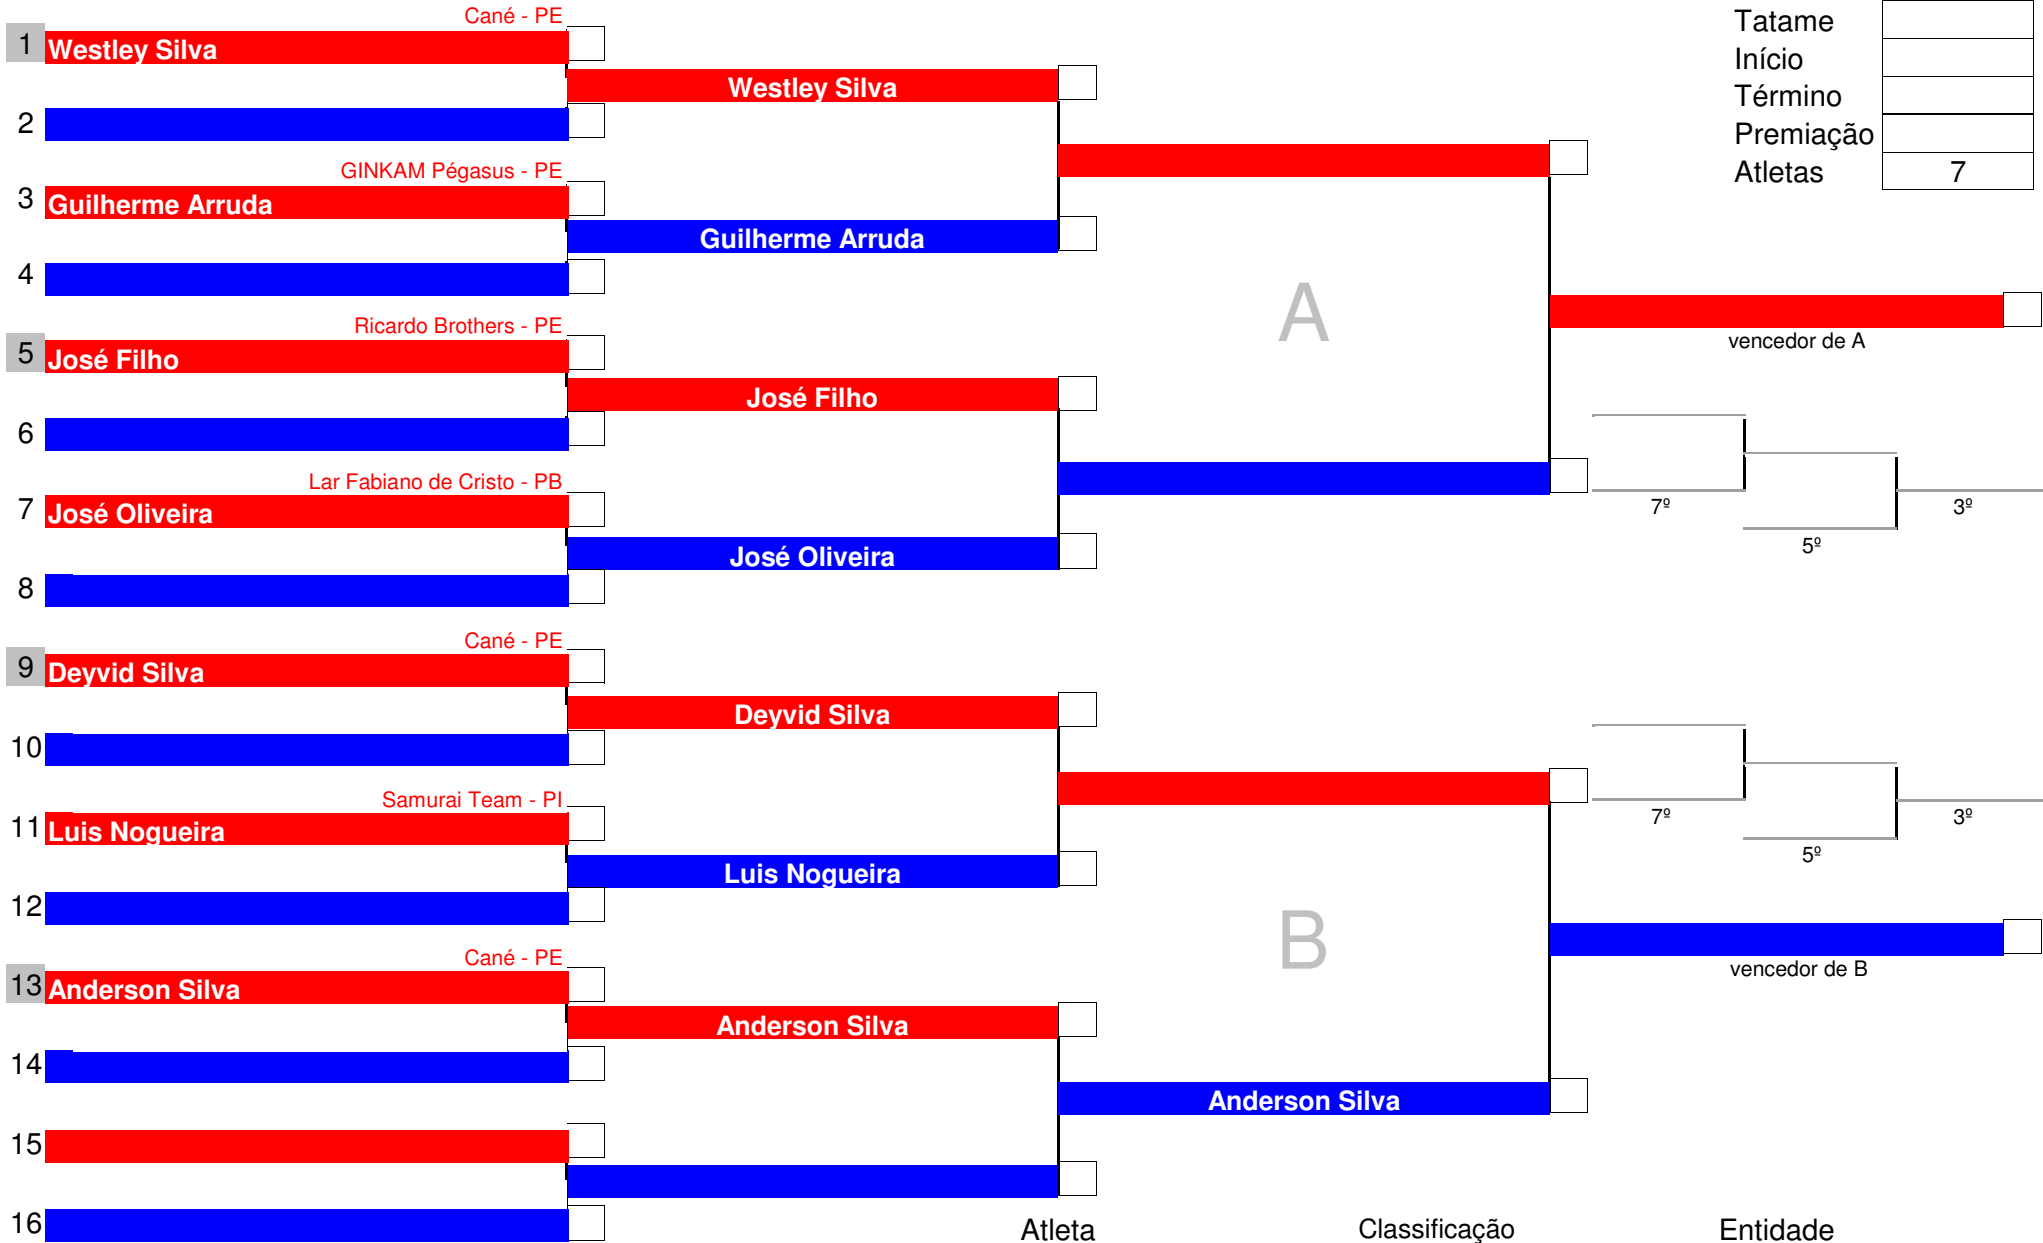 Cané - PE
1 Westley Silva
Westley Silva
2
GINKAM Pégasus - PE
3 Guilherme Arruda
Guilherme Arruda
4
Ricardo Brothers - PE
5 José Filho
José Filho
6
Lar Fabiano de Cristo - PB
7 José Oliveira
José Oliveira
8
Cané - PE
9 Deyvid Silva
Deyvid Silva
10
Samurai Team - PI
11 Luis Nogueira
Luis Nogueira
12
Cané - PE
13 Anderson Silva
Anderson Silva
14
Anderson Silva
15
16
A
B
Tatame
Início
Término
Premiação
Atletas 7
vencedor de A
7º
3º
5º
7º
3º
5º
vencedor de B
Atleta Classificação Entidade